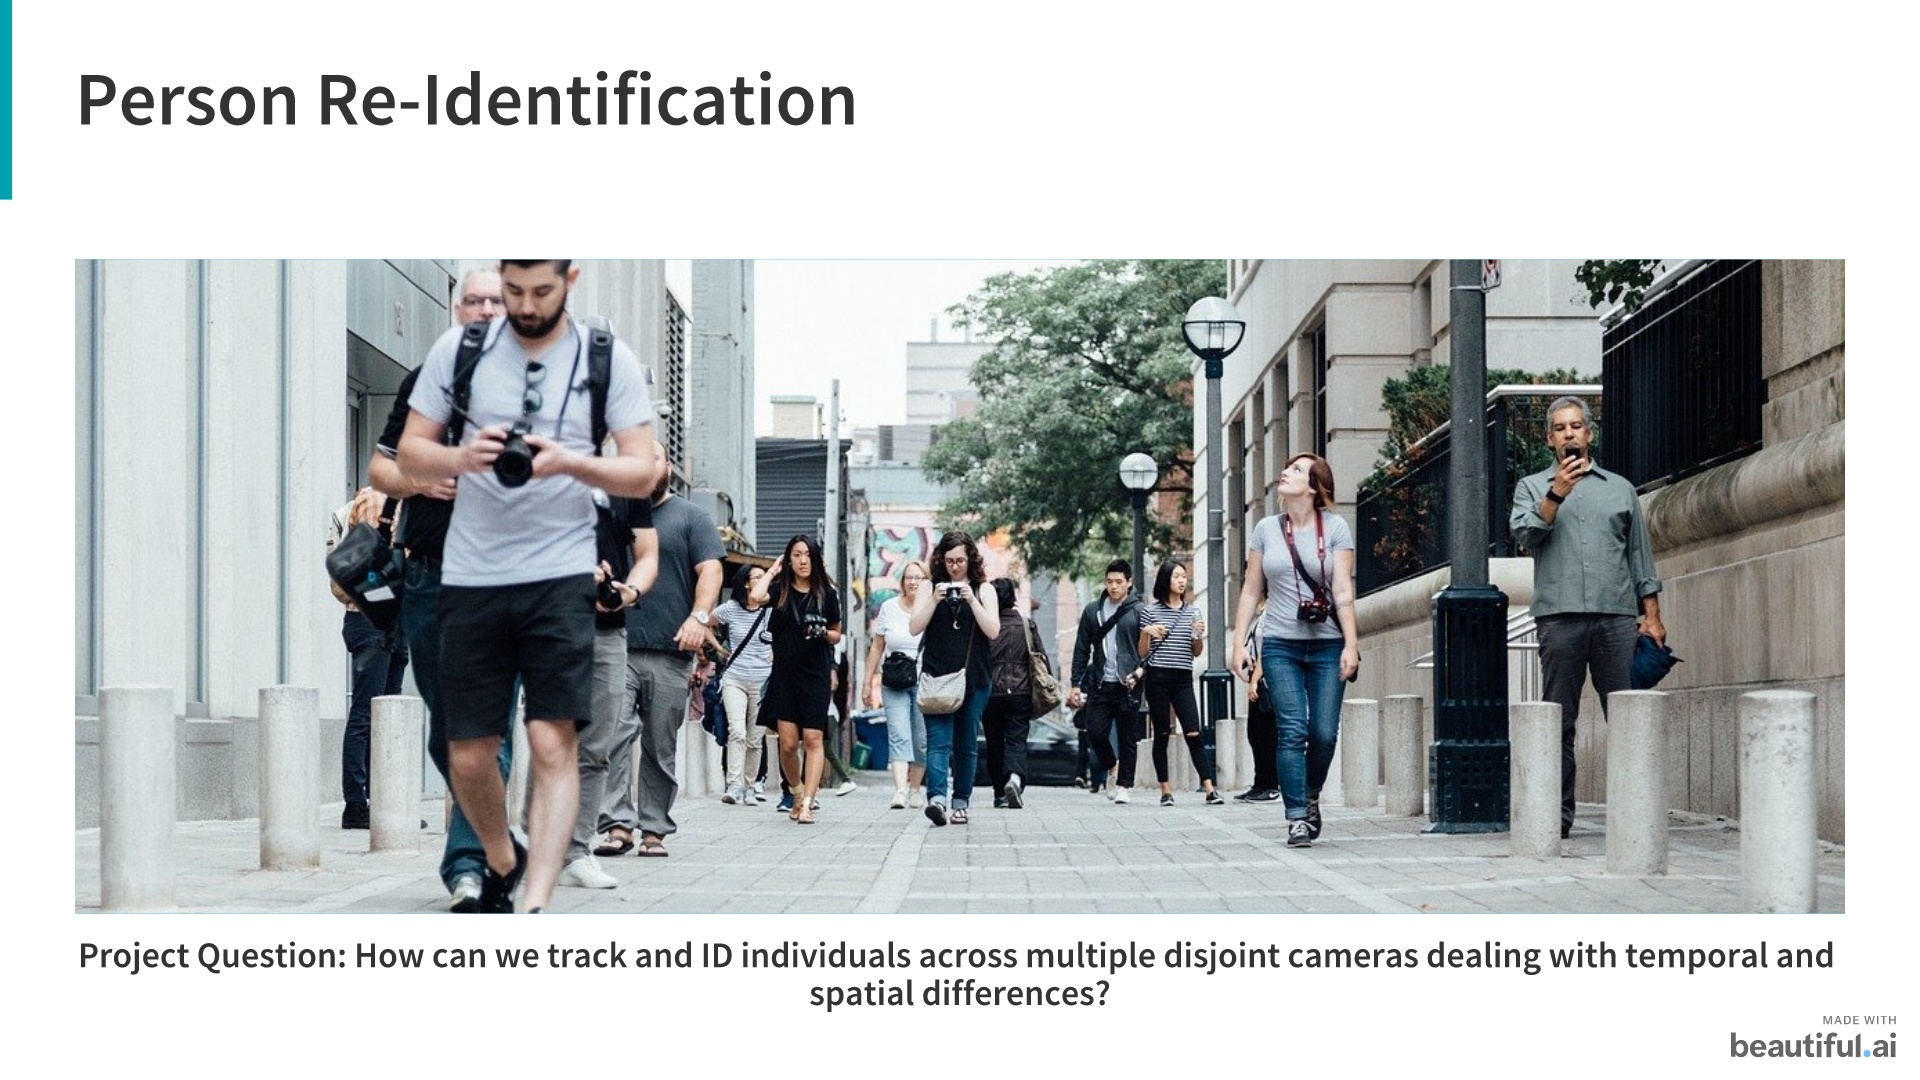 Person Re-Identification
Project Question: How can we track and ID individuals across multiple disjoint cameras dealing with temporal and
spatial differences?
MADE WITH
beautiful.ai